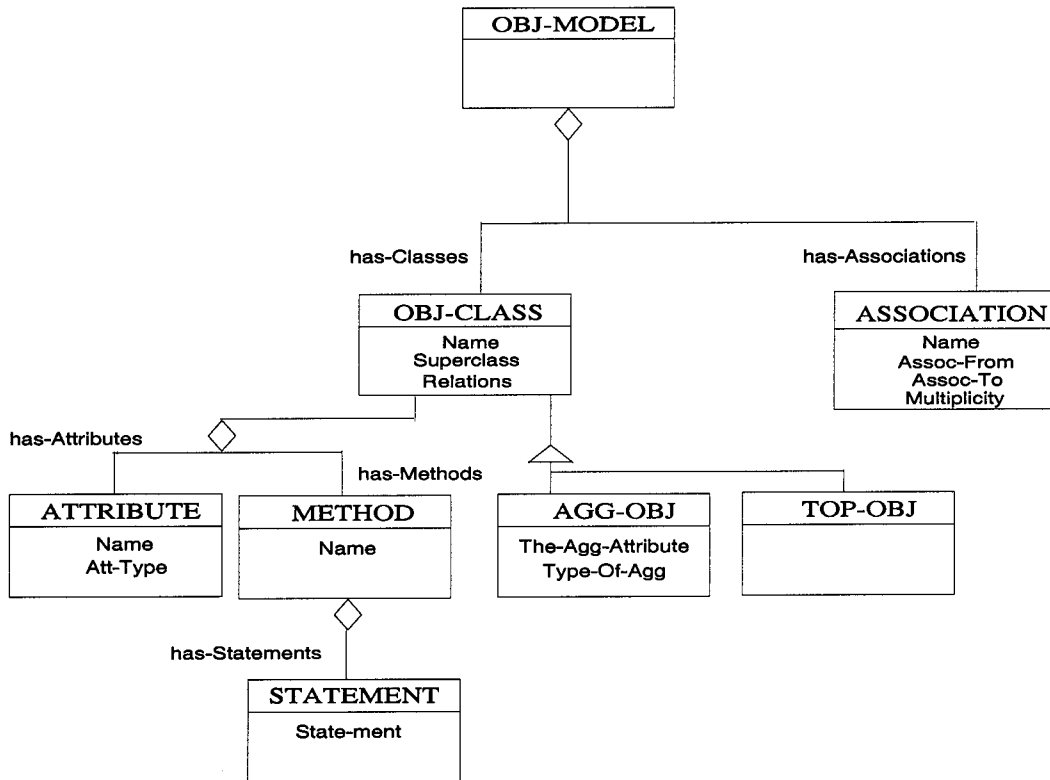 OBJ-MODEL
has-Classes
has-Associations
OBJ-CLASS
Name
Superclass
Relations
ASSOCIATION
Name
Assoc-From
Assoc-To
Multiplicity
has-Attributes
has-Methods
ATTRIBUTE
Name
Att-Type
METHOD
Name
AGG-OBJ
The-Agg-Attribute
Type-Of-Agg
TOP-OBJ
has-Statements
STATEMENT
State-ment